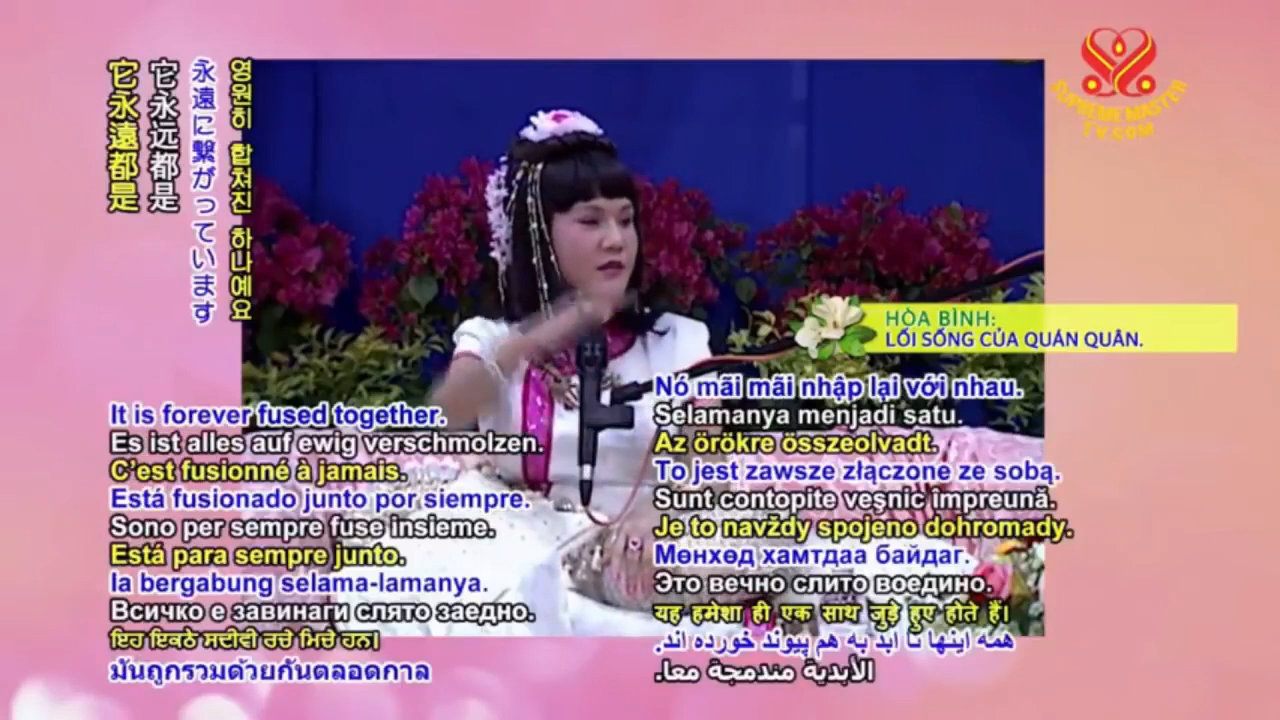 它永遠都是
它永远都是
永遠に繋がっています
영원히 합쳐진 하나예요
SUPREME MASTER
TV.COM
HÒA BÌNH:
LỐI SỐNG CỦA QUÁN QUÂN.
It is forever fused together.
Es ist alles auf ewig verschmolzen.
C'est fusionné à jamais.
Está fusionado junto por siempre.
Sono per sempre fuse insieme.
Está para sempre junto.
Ia bergabung selama-lamanya.
Всичко е завинаги слято заедно.
ਇਹ ਇਕਠੇ ਸਦੀਵੀ ਰਚੇ ਮਿਚੇ ਹਨ।
มันถูกรวมด้วยกันตลอดกาล
Nó mãi mãi nhập lại với nhau.
Selamanya menjadi satu.
Az örökre összeolvadt.
To jest zawsze złączone ze sobą.
Sunt contopite veşnic împreună.
Je to navždy spojeno dohromady.
Мөнхөд хамтдаа байдаг.
Это вечно слито воедино.
यह हमेशा ही एक साथ जुड़े हुए होते हैं।
همه اینها تا ابد به هم پیوند خورده اند.
الأبدية مندمجة معا.